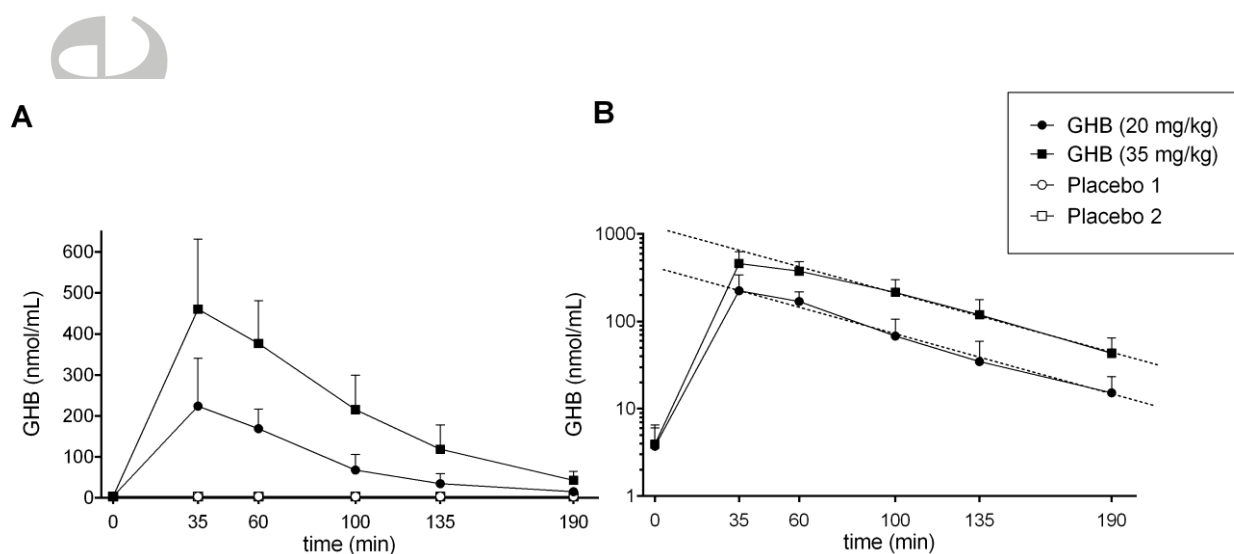 A
B
GHB (20 mg/kg)
GHB (35 mg/kg)
Placebo 1
Placebo 2
GHB (nmol/mL)
600
500
400
300
200
100
0
0 35 60 100 135 190
time (min)
GHB (nmol/mL)
1000
100
10
1
0 35 60 100 135 190
time (min)